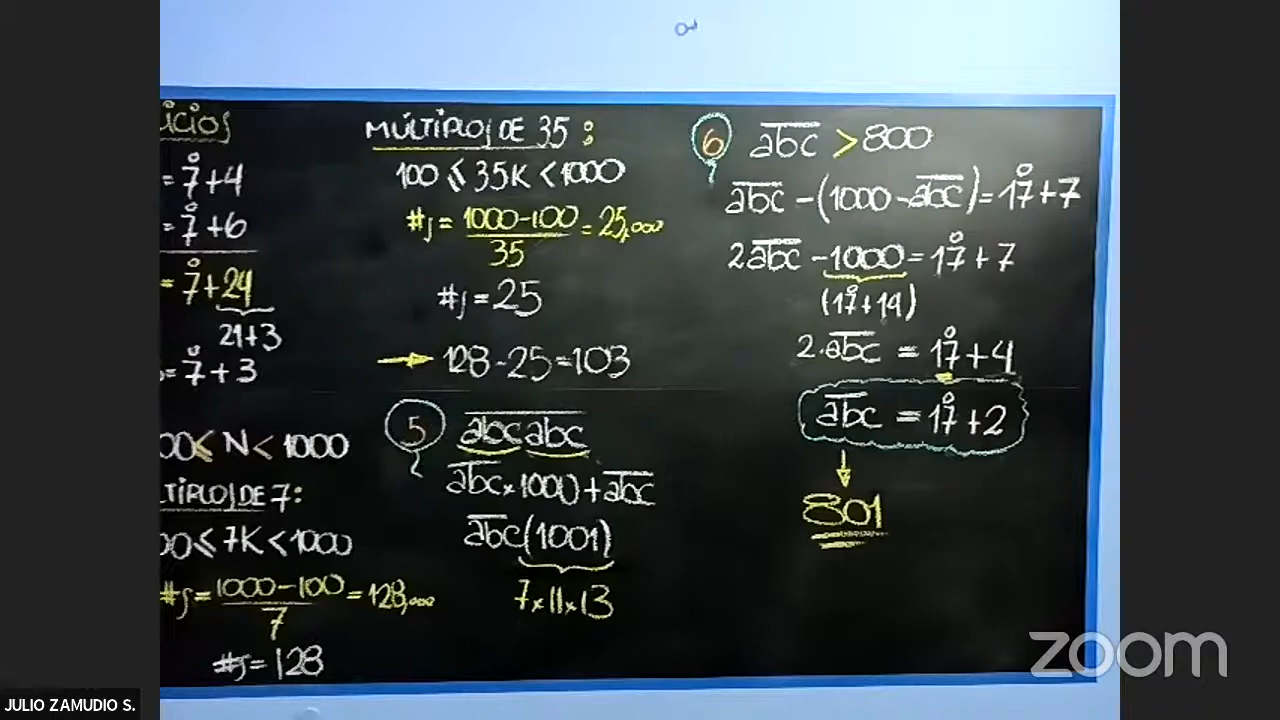 ICIOS
= 7̊+4
= 7̊+6
= 7̊+24
21+3
= 7̊+3
00≤ N < 1000
LTIPLOS DE 7:
00 ≤ 7K < 1000
#s = 1000-100/7 = 128,...
#s = 128
MÚLTIPLOS DE 35:
100 ≤ 35K < 1000
#s = 1000-100/35 = 25,...
#s = 25
→ 128-25=103
5
abcabc
abc×1000+abc
abc(1001)
7×11×13
6
abc > 800
abc -(1000-abc)=17̊+7
2abc -1000=17̊+7
(17̊+14)
2.abc = 17̊+4
abc = 17̊+2
801
zoom
JULIO ZAMUDIO S.